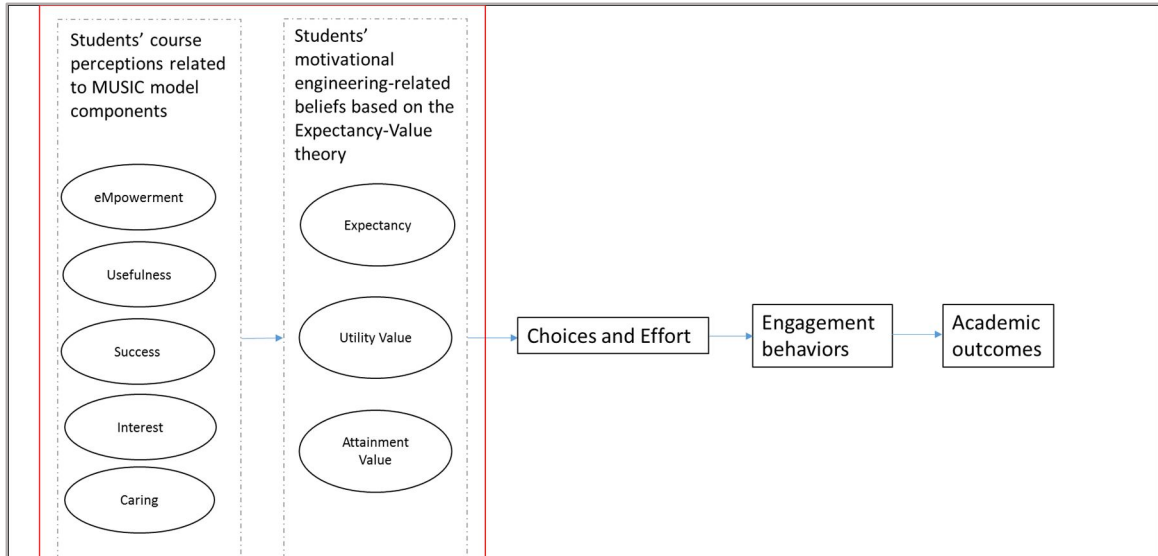 Students' course
perceptions related
to MUSIC model
components
eMpowerment
Usefulness
Success
Interest
Caring
Students'
motivational
engineering-related
beliefs based on the
Expectancy-Value
theory
Expectancy
Utility Value
Attainment
Value
Choices and Effort
Engagement
behaviors
Academic
outcomes